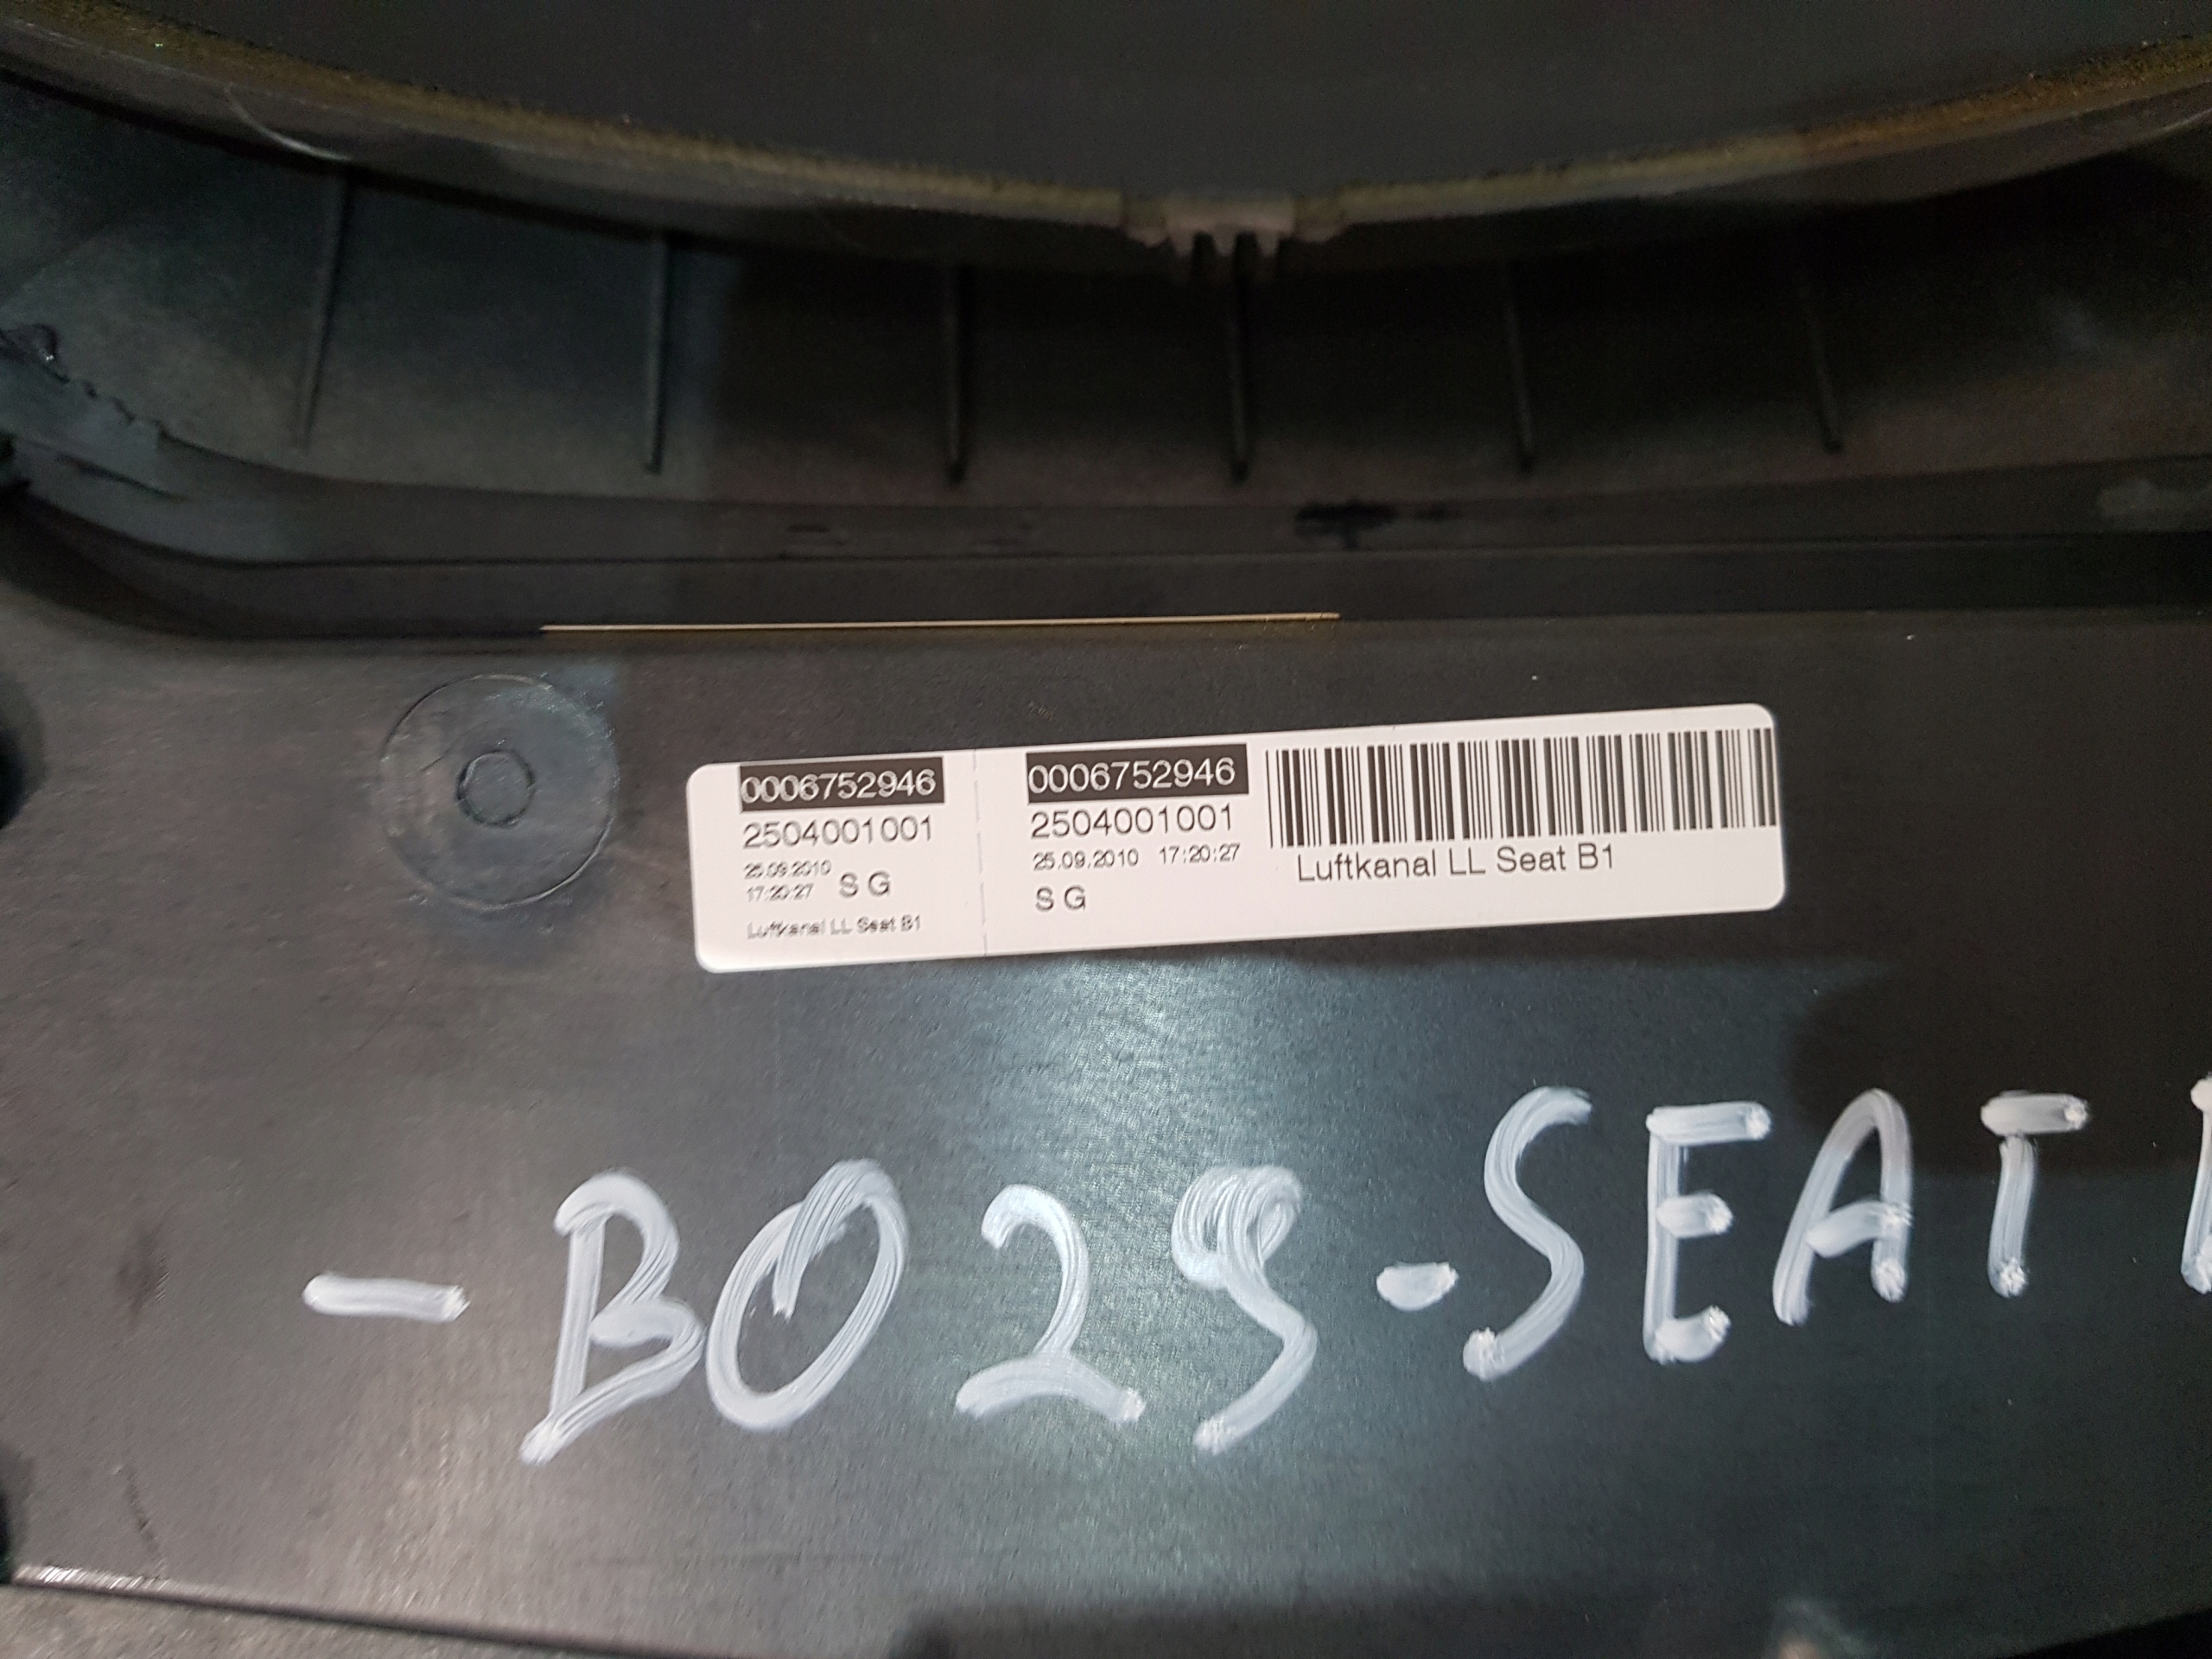 0006752946
2504001001
25.09.2010
17:20:27 S G
Luftkanal LL Seat B1
0006752946
2504001001
25.09.2010 17:20:27
S G
Luftkanal LL Seat B1
-B029-SEAT